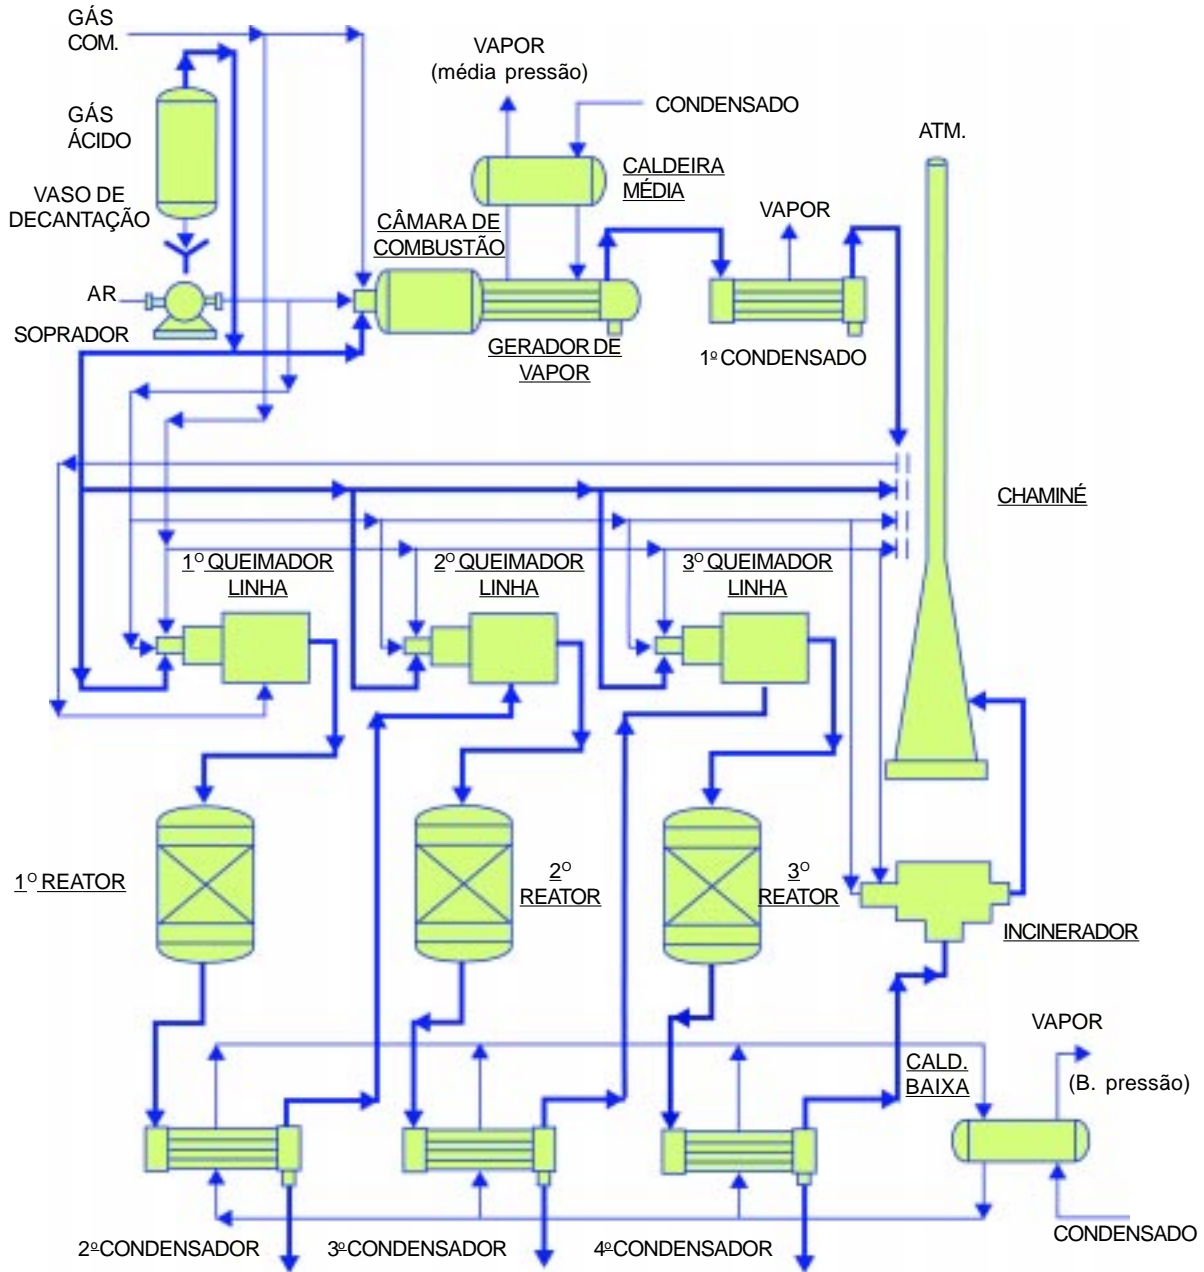 GÁS
COM.
VAPOR
(média pressão)
CONDENSADO
GÁS
ÁCIDO
ATM.
CALDEIRA
MÉDIA
VASO DE
DECANTAÇÃO
CÂMARA DE
COMBUSTÃO
VAPOR
AR
SOPRADOR
GERADOR DE
VAPOR
1º CONDENSADO
CHAMINÉ
1º QUEIMADOR
LINHA
2º QUEIMADOR
LINHA
3º QUEIMADOR
LINHA
1º REATOR
2º
REATOR
3º
REATOR
INCINERADOR
VAPOR
(B. pressão)
CALD.
BAIXA
CONDENSADO
2º CONDENSADOR
3º CONDENSADOR
4º CONDENSADOR